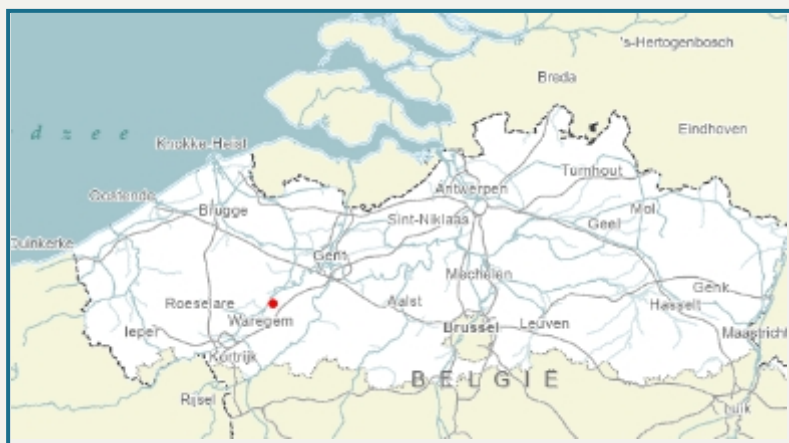 's-Hertogenbosch
Breda
d z e e
Eindhoven
Knokke-Heist
Turnhout
Antwerpen
Oostende
Mol
Brugge
Sint-Niklaas
Geel
Duinkerke
Gent
Mechelen
Genk
Roeselare
Aalst
Hasselt
Waregem
Ieper
Brussel
Leuven
Maastricht
Kortrijk
BELGIË
Rijsel
Luik